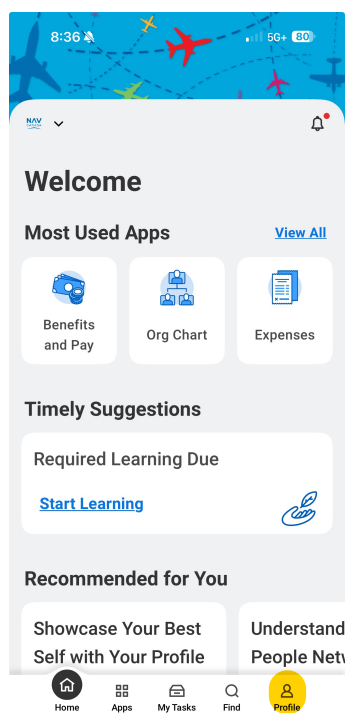 8:36
5G+ 80
NAV
CANADA
Welcome
Most Used Apps
View All
Benefits
and Pay
Org Chart
Expenses
Timely Suggestions
Required Learning Due
Start Learning
Recommended for You
Showcase Your Best
Self with Your Profile
Understand
People Netw
Home
Apps
My Tasks
Find
Profile